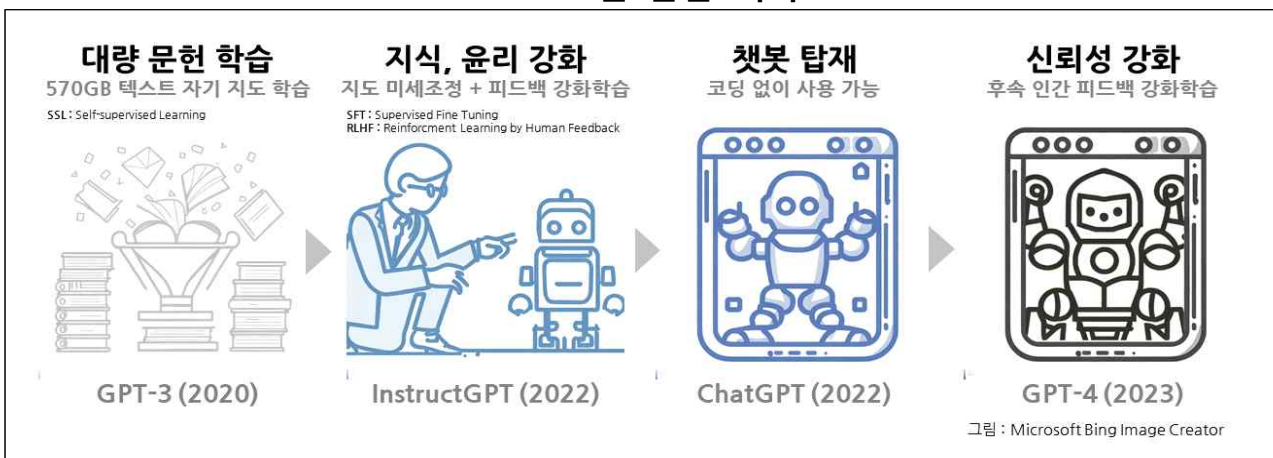 대량 문헌 학습
570GB 텍스트 자기 지도 학습
SSL : Self-supervised Learning
GPT-3 (2020)
지식, 윤리 강화
지도 미세조정 + 피드백 강화학습
SFT : Supervised Fine Tuning
RLHF : Reinforcment Learning by Human Feedback
InstructGPT (2022)
챗봇 탑재
코딩 없이 사용 가능
ChatGPT (2022)
신뢰성 강화
후속 인간 피드백 강화학습
GPT-4 (2023)
그림 : Microsoft Bing Image Creator